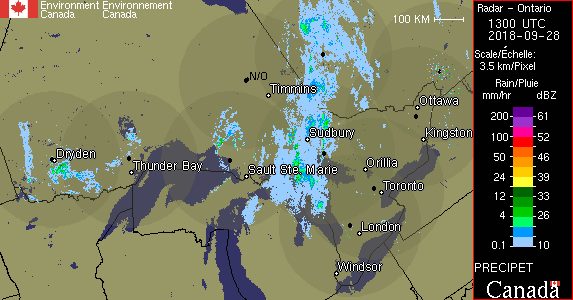 Environment Environnement
Canada Canada
100 KM
N/O
Timmins
Ottawa
Sudbury
Kingston
Dryden
Thunder Bay
Sault Ste. Marie
Orillia
Toronto
London
Windsor
Radar - Ontario
1300 UTC
2018-09-28
Scale/Échelle:
3.5 km/Pixel
Rain/Pluie
mm/hr dBZ
200 61
100 52
50 46
24 39
12 33
4 26
2 20
0.1 10
PRECIPET
Canada